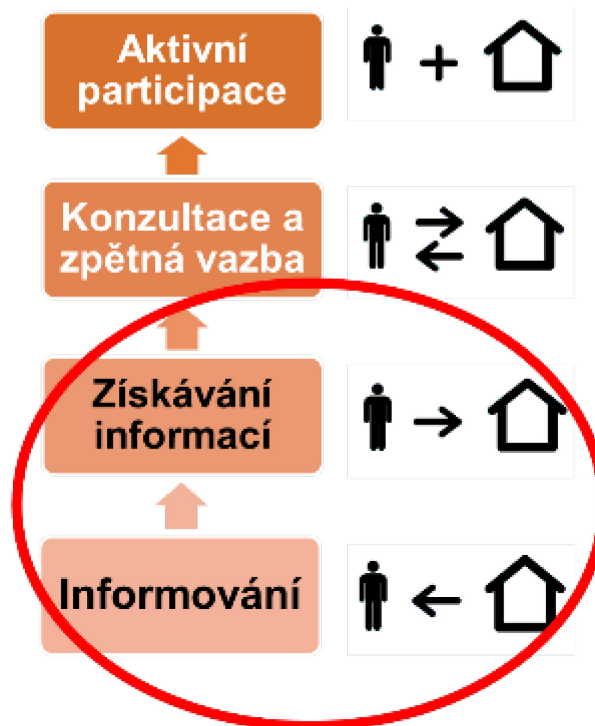 Aktivní
participace
Konzultace a
zpětná vazba
Získávání
informací
Informování